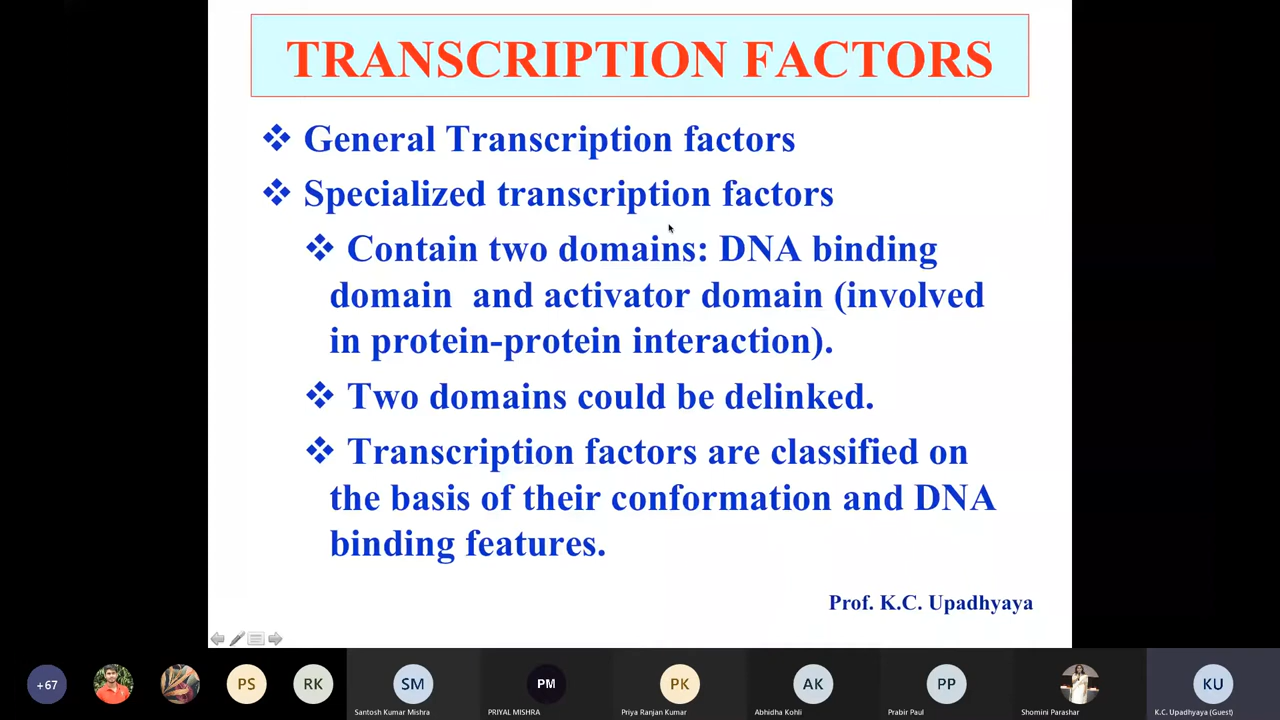 TRANSCRIPTION FACTORS
❖ General Transcription factors
❖ Specialized transcription factors
❖ Contain two domains: DNA binding
domain and activator domain (involved
in protein-protein interaction).
❖ Two domains could be delinked.
❖ Transcription factors are classified on
the basis of their conformation and DNA
binding features.
Prof. K.C. Upadhyaya
+67
PS
RK
SM
PM
PK
AK
PP
KU
Santosh Kumar Mishra
PRIYAL MISHRA
Priya Ranjan Kumar
Abhidha Kohli
Prabir Paul
Shomini Parashar
K.C. Upadhyaya (Guest)